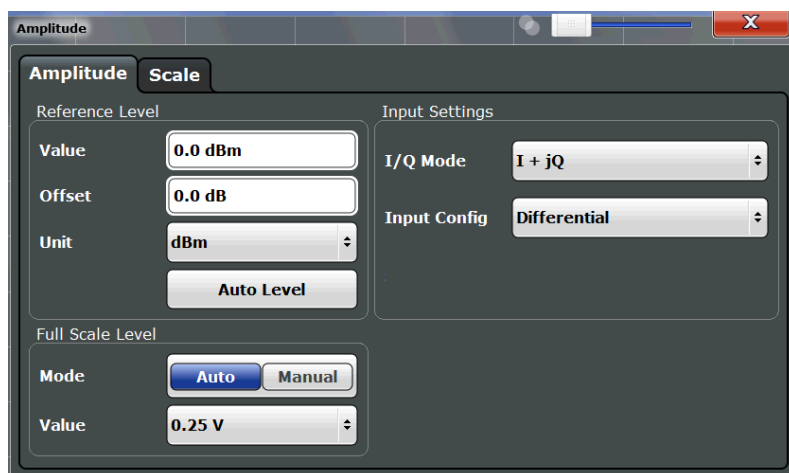 Amplitude
X
Amplitude Scale
Reference Level
Value 0.0 dBm
Offset 0.0 dB
Unit dBm
Auto Level
Input Settings
I/Q Mode I + jQ
Input Config Differential
Full Scale Level
Mode Auto Manual
Value 0.25 V